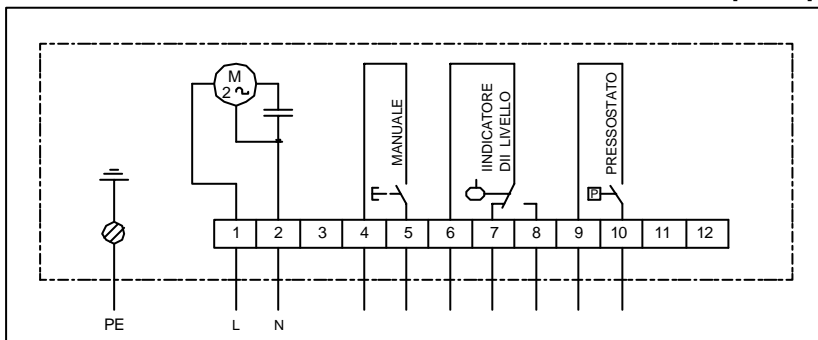 M
2~
MANUALE
IINDICATORE
DII LIVELLO
PRESSOSTATO
P
1 2 3 4 5 6 7 8 9 10 11 12
PE L N